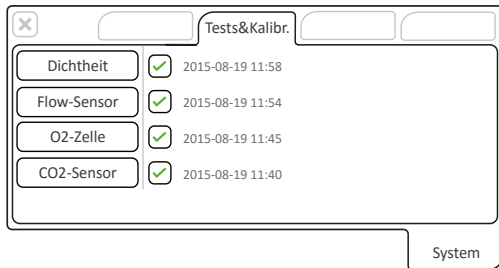 Tests&Kalibr.
Dichtheit 2015-08-19 11:58
Flow-Sensor 2015-08-19 11:54
O2-Zelle 2015-08-19 11:45
CO2-Sensor 2015-08-19 11:40
System